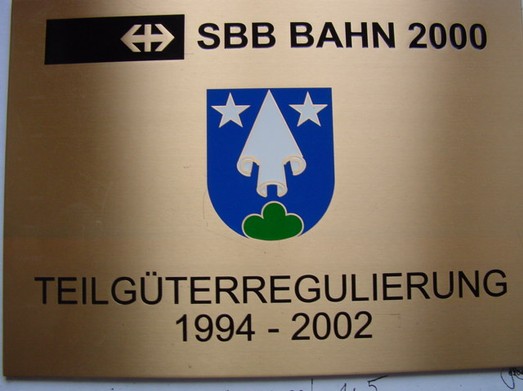 SBB BAHN 2000
TEILGÜTERREGULIERUNG
1994 - 2002